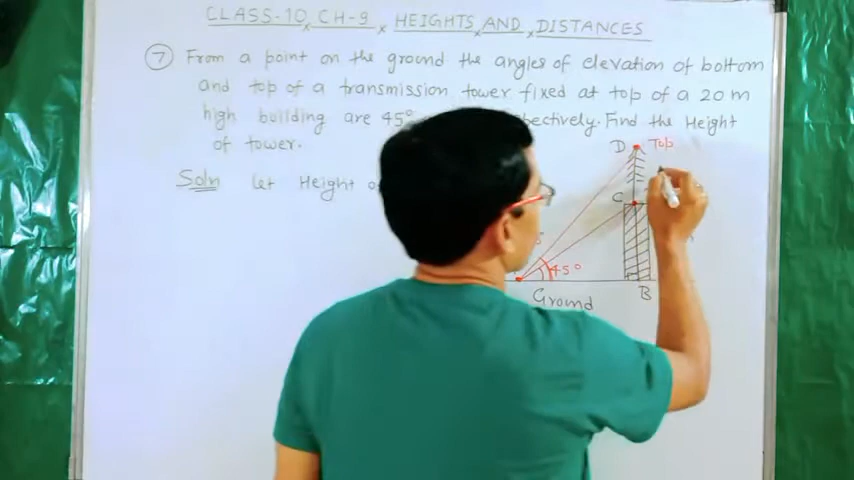 CLASS-10 CH-9 HEIGHTS AND DISTANCES
7 From a point on the ground the angles of elevation of bottom
and top of a transmission tower fixed at top of a 20 m
high building are 45° respectively. Find the Height
of tower.
D Top
Soln Let Height
C
45°
B
Ground